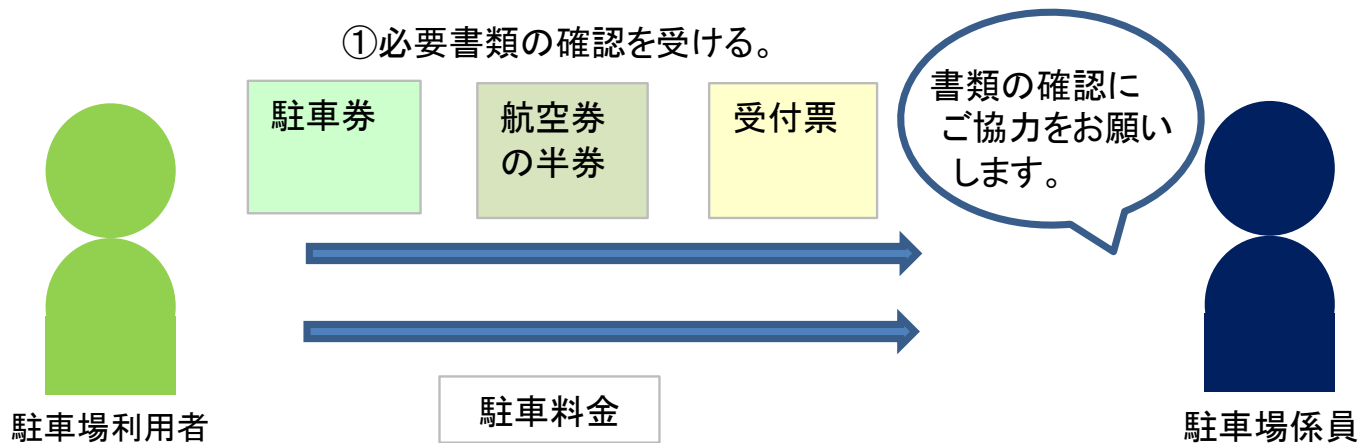 ①必要書類の確認を受ける。
駐車券
航空券
の半券
受付票
書類の確認に
ご協力をお願い
します。
駐車料金
駐車場利用者
駐車場係員